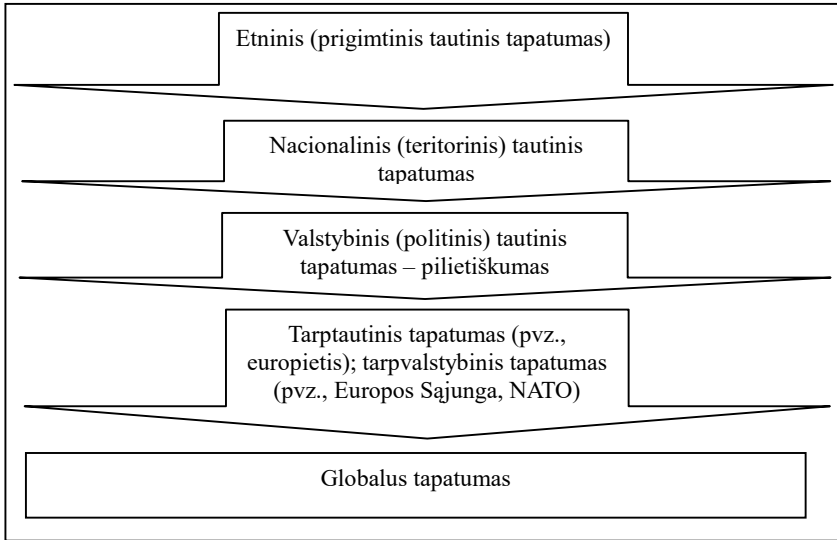 Etninis (prigimtinis tautinis tapatumas)
Nacionalinis (teritorinis) tautinis
tapatumas
Valstybinis (politinis) tautinis
tapatumas – pilietiškumas
Tarptautinis tapatumas (pvz.,
europietis); tarpvalstybinis tapatumas
(pvz., Europos Sąjunga, NATO)
Globalus tapatumas